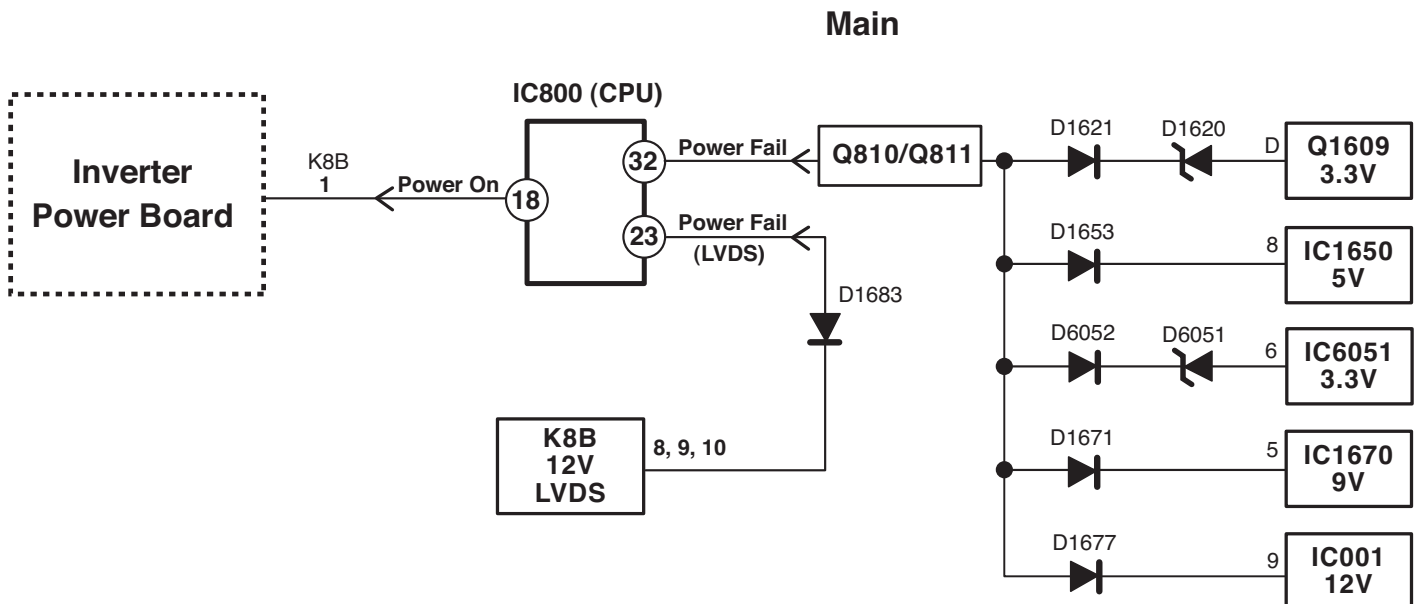 Main
IC800 (CPU)
Inverter
Power Board
K8B
1
Power On
18
32
Power Fail
23
Power Fail
(LVDS)
Q810/Q811
D1683
K8B
12V
LVDS
8, 9, 10
D1621
D1620
D
Q1609
3.3V
D1653
8
IC1650
5V
D6052
D6051
6
IC6051
3.3V
D1671
5
IC1670
9V
D1677
9
IC001
12V